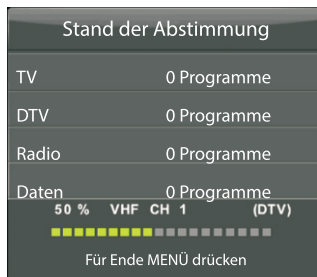 Stand der Abstimmung
TV 0 Programme
DTV 0 Programme
Radio 0 Programme
Daten 0 Programme
50 % VHF CH 1 (DTV)
Für Ende MENÜ drücken